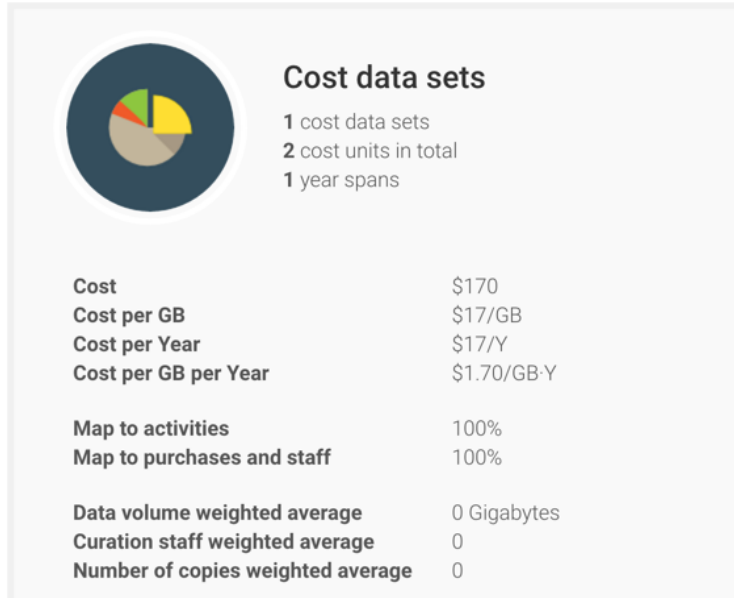 Cost data sets
1 cost data sets
2 cost units in total
1 year spans
Cost $170
Cost per GB $17/GB
Cost per Year $17/Y
Cost per GB per Year $1.70/GB·Y
Map to activities 100%
Map to purchases and staff 100%
Data volume weighted average 0 Gigabytes
Curation staff weighted average 0
Number of copies weighted average 0